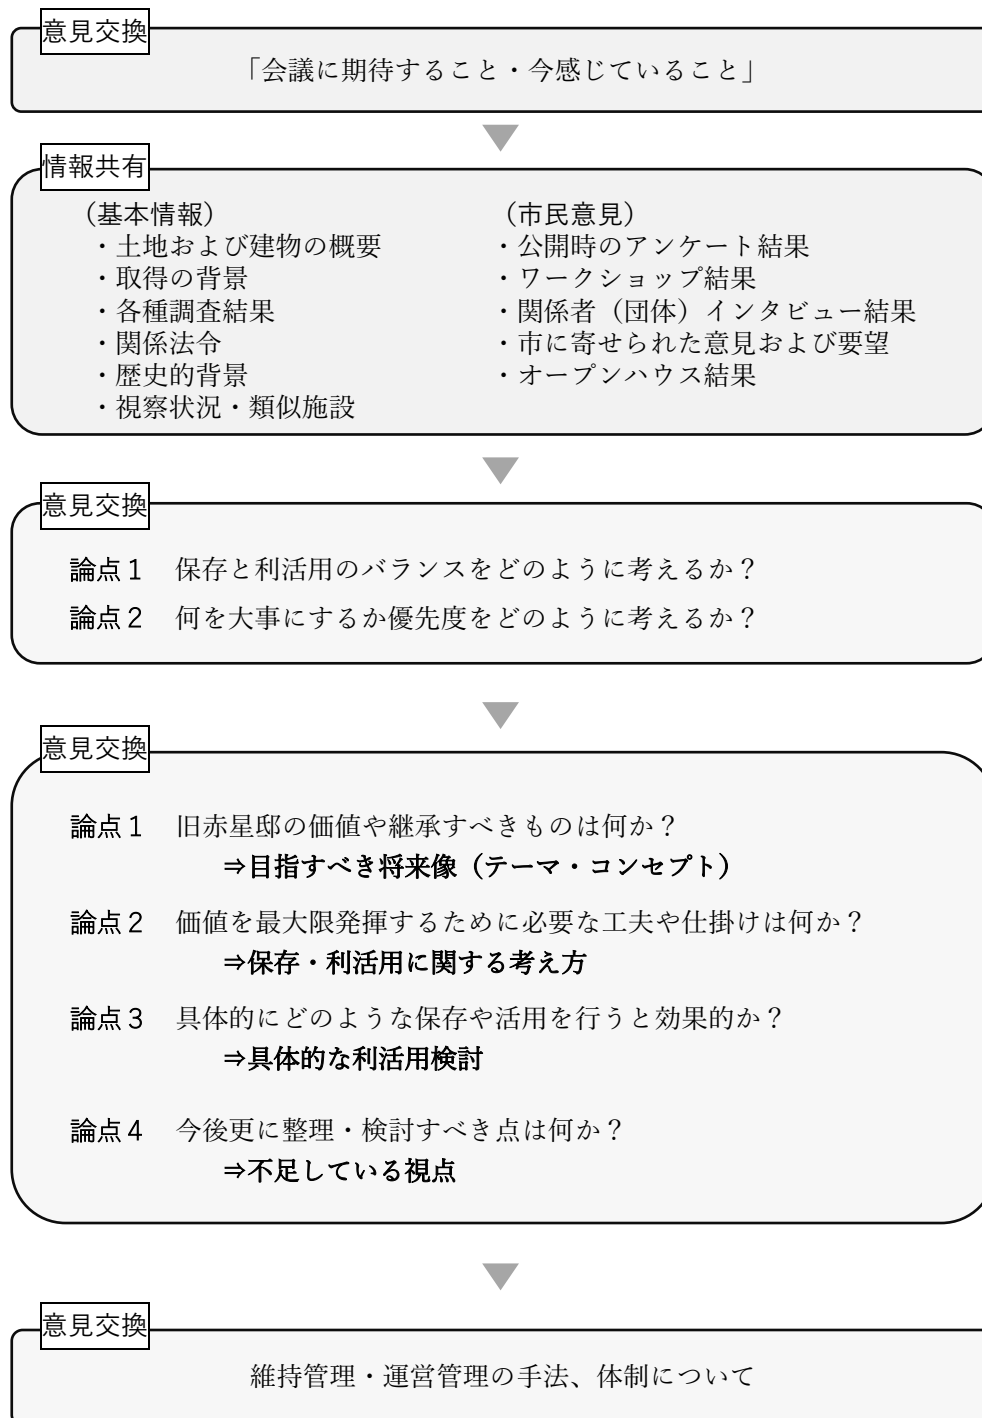 意見交換
「会議に期待すること・今感じていること」
情報共有
（基本情報）
・土地および建物の概要
・取得の背景
・各種調査結果
・関係法令
・歴史的背景
・視察状況・類似施設
（市民意見）
・公開時のアンケート結果
・ワークショップ結果
・関係者（団体）インタビュー結果
・市に寄せられた意見および要望
・オープンハウス結果
意見交換
論点１　保存と利活用のバランスをどのように考えるか？
論点２　何を大事にするか優先度をどのように考えるか？
意見交換
論点１　旧赤星邸の価値や継承すべきものは何か？
⇒目指すべき将来像（テーマ・コンセプト）
論点２　価値を最大限発揮するために必要な工夫や仕掛けは何か？
⇒保存・利活用に関する考え方
論点３　具体的にどのような保存や活用を行うと効果的か？
⇒具体的な利活用検討
論点４　今後更に整理・検討すべき点は何か？
⇒不足している視点
意見交換
維持管理・運営管理の手法、体制について